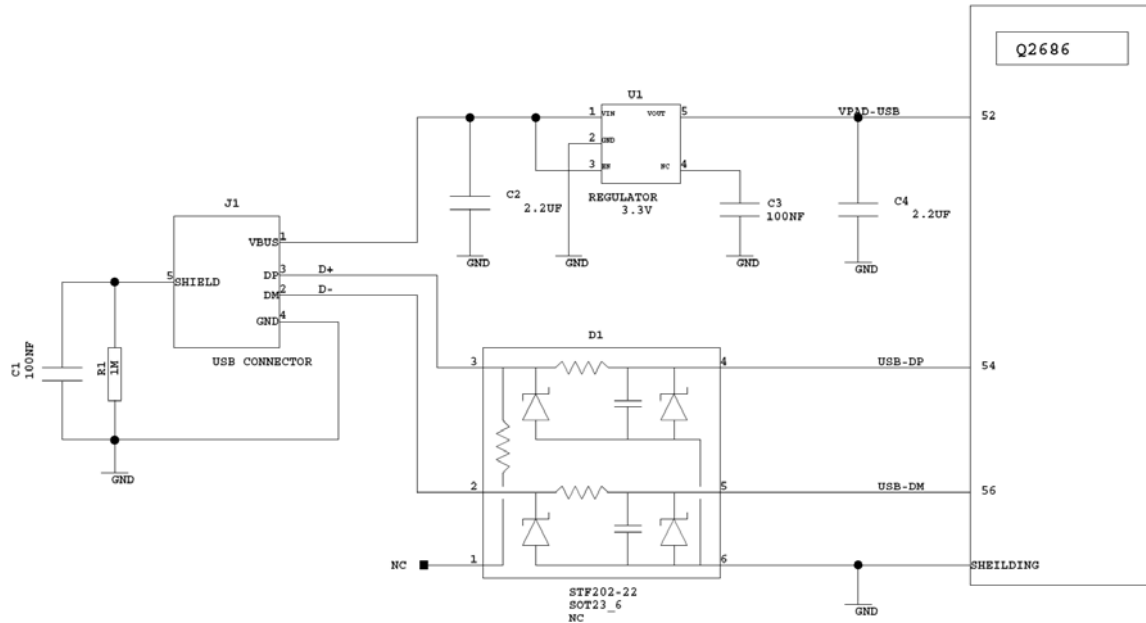 Q2686
U1
1 VIN VOUT 5
VPAD-USB
52
2 GND
3 EN NC 4
C2
2.2UF
REGULATOR
3.3V
C3
100NF
C4
2.2UF
GND
GND
GND
GND
J1
VBUS 1
5 SHIELD
DP 3 D+
DM 2 D-
GND 4
USB CONNECTOR
C1
100NF
R1
1M
GND
D1
3 4 USB-DP 54
2 5 USB-DM 56
NC 1 6 SHEILDING
GND
STF202-22
SOT23_6
NC